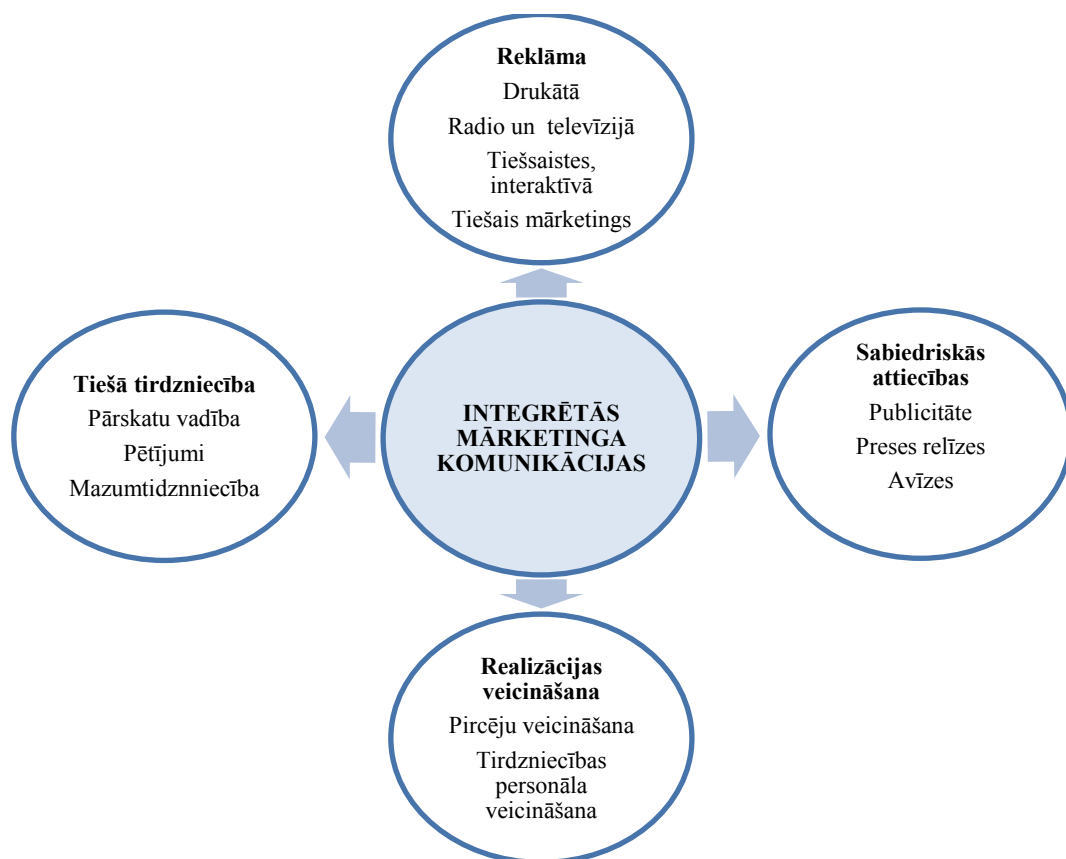 Reklāma
Drukātā
Radio un televīzijā
Tiešsaistes,
interaktīvā
Tiešais mārketings
Tiešā tirdzniecība
Pārskatu vadība
Pētījumi
Mazumtidznniecība
INTEGRĒTĀS
MĀRKETINGA
KOMUNIKĀCIJAS
Sabiedriskās
attiecības
Publicitāte
Preses relīzes
Avīzes
Realizācijas
veicināšana
Pircēju veicināšana
Tirdzniecības
personāla
veicināšana